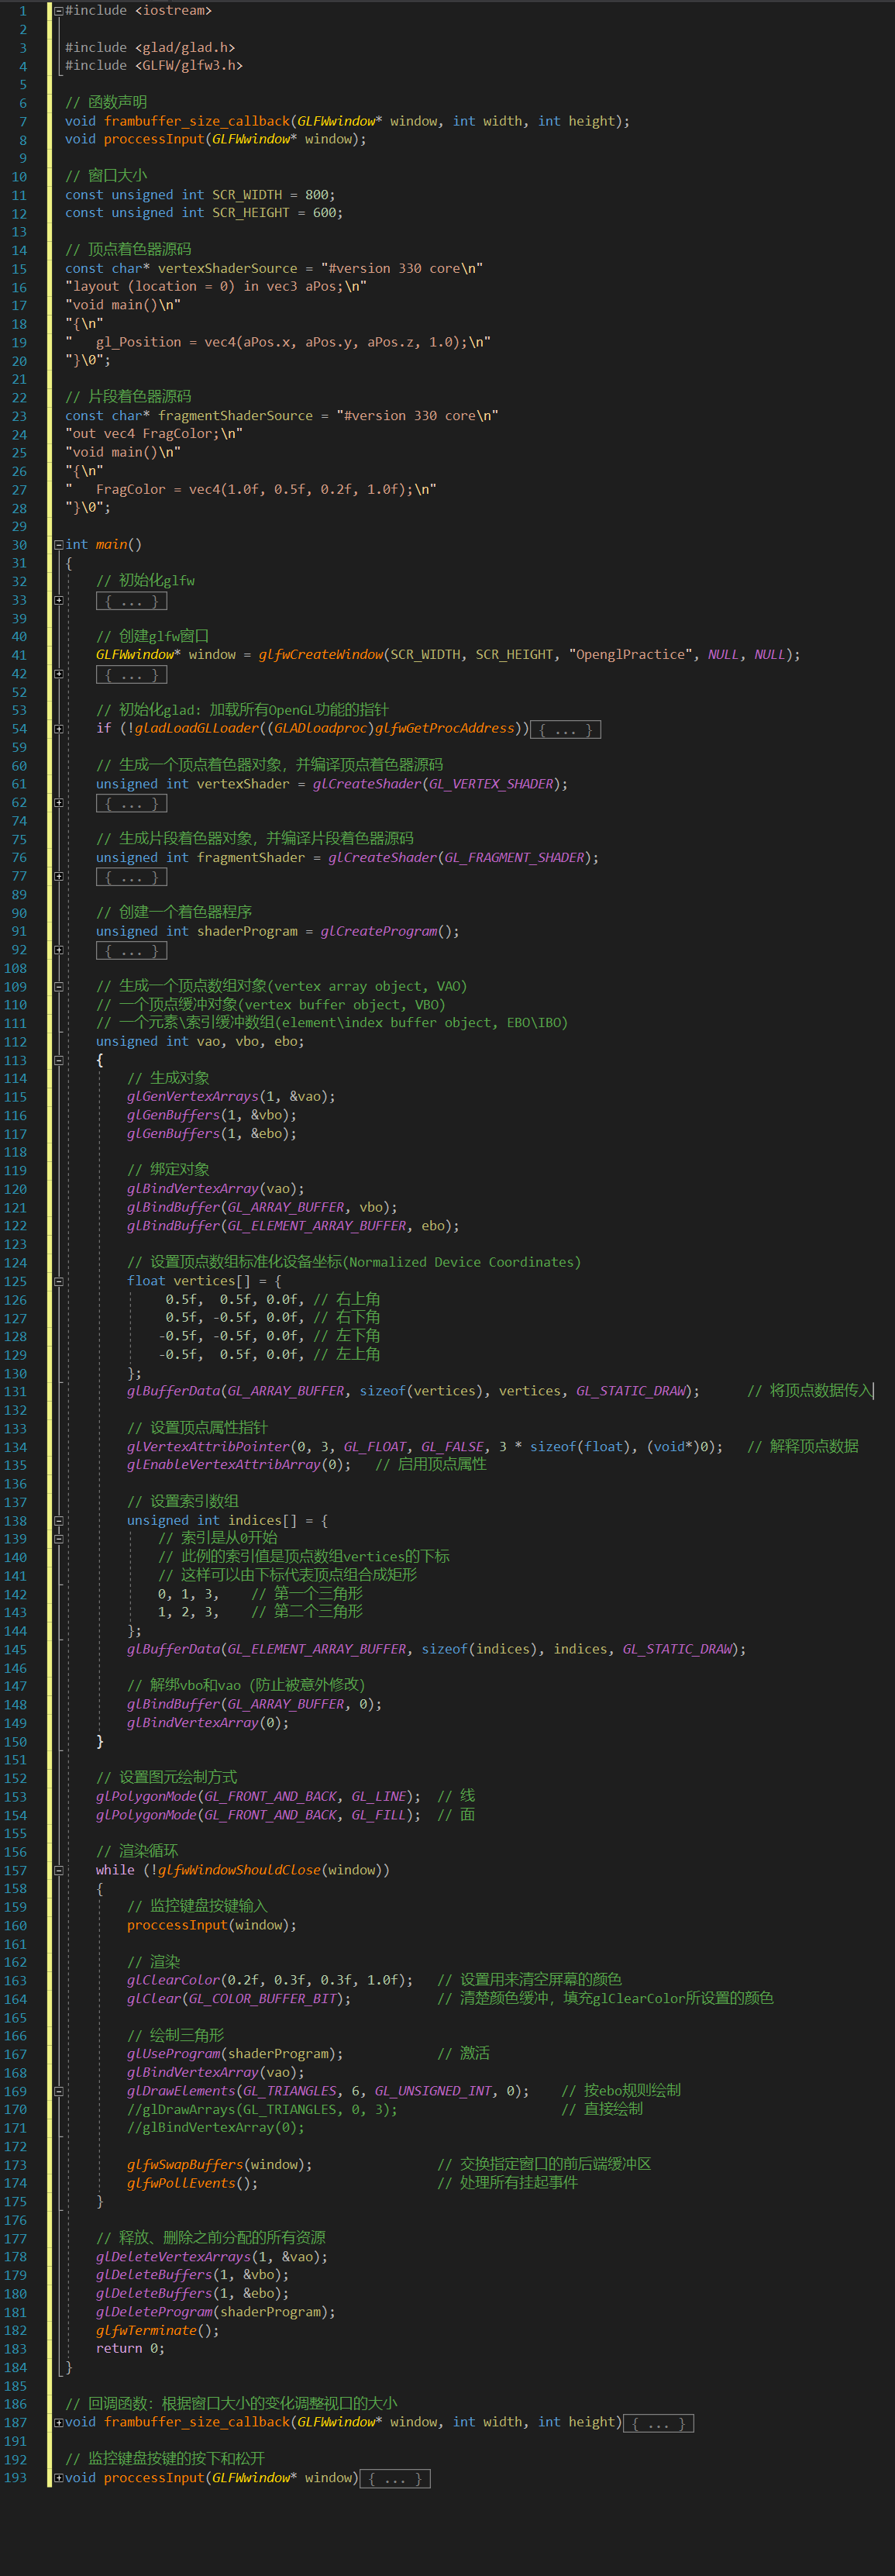 1 #include <iostream>
2
3 #include <glad/glad.h>
4 #include <GLFW/glfw3.h>
5
6 // 函数声明
7 void frambuffer_size_callback(GLFWwindow* window, int width, int height);
8 void proccessInput(GLFWwindow* window);
9
10 // 窗口大小
11 const unsigned int SCR_WIDTH = 800;
12 const unsigned int SCR_HEIGHT = 600;
13
14 // 顶点着色器源码
15 const char* vertexShaderSource = "#version 330 core\n"
16 "layout (location = 0) in vec3 aPos;\n"
17 "void main()\n"
18 "{\n"
19 "   gl_Position = vec4(aPos.x, aPos.y, aPos.z, 1.0);\n"
20 "}\0";
21
22 // 片段着色器源码
23 const char* fragmentShaderSource = "#version 330 core\n"
24 "out vec4 FragColor;\n"
25 "void main()\n"
26 "{\n"
27 "   FragColor = vec4(1.0f, 0.5f, 0.2f, 1.0f);\n"
28 "}\0";
29
30 int main()
31 {
32     // 初始化glfw
33     { ... }
39
40     // 创建glfw窗口
41     GLFWwindow* window = glfwCreateWindow(SCR_WIDTH, SCR_HEIGHT, "OpenglPractice", NULL, NULL);
42     { ... }
52
53     // 初始化glad: 加载所有OpenGL功能的指针
54     if (!gladLoadGLLoader((GLADloadproc)glfwGetProcAddress)){ ... }
59
60     // 生成一个顶点着色器对象，并编译顶点着色器源码
61     unsigned int vertexShader = glCreateShader(GL_VERTEX_SHADER);
62     { ... }
74
75     // 生成片段着色器对象，并编译片段着色器源码
76     unsigned int fragmentShader = glCreateShader(GL_FRAGMENT_SHADER);
77     { ... }
89
90     // 创建一个着色器程序
91     unsigned int shaderProgram = glCreateProgram();
92     { ... }
108
109     // 生成一个顶点数组对象(vertex array object, VAO)
110     // 一个顶点缓冲对象(vertex buffer object, VBO)
111     // 一个元素\索引缓冲数组(element\index buffer object, EBO\IBO)
112     unsigned int vao, vbo, ebo;
113     {
114         // 生成对象
115         glGenVertexArrays(1, &vao);
116         glGenBuffers(1, &vbo);
117         glGenBuffers(1, &ebo);
118
119         // 绑定对象
120         glBindVertexArray(vao);
121         glBindBuffer(GL_ARRAY_BUFFER, vbo);
122         glBindBuffer(GL_ELEMENT_ARRAY_BUFFER, ebo);
123
124         // 设置顶点数组标准化设备坐标(Normalized Device Coordinates)
125         float vertices[] = {
126              0.5f,  0.5f, 0.0f, // 右上角
127              0.5f, -0.5f, 0.0f, // 右下角
128             -0.5f, -0.5f, 0.0f, // 左下角
129             -0.5f,  0.5f, 0.0f, // 左上角
130         };
131         glBufferData(GL_ARRAY_BUFFER, sizeof(vertices), vertices, GL_STATIC_DRAW);      // 将顶点数据传入
132
133         // 设置顶点属性指针
134         glVertexAttribPointer(0, 3, GL_FLOAT, GL_FALSE, 3 * sizeof(float), (void*)0);   // 解释顶点数据
135         glEnableVertexAttribArray(0);   // 启用顶点属性
136
137         // 设置索引数组
138         unsigned int indices[] = {
139             // 索引是从0开始
140             // 此例的索引值是顶点数组vertices的下标
141             // 这样可以由下标代表顶点组合成矩形
142             0, 1, 3,    // 第一个三角形
143             1, 2, 3,    // 第二个三角形
144         };
145         glBufferData(GL_ELEMENT_ARRAY_BUFFER, sizeof(indices), indices, GL_STATIC_DRAW);
146
147         // 解绑vbo和vao (防止被意外修改)
148         glBindBuffer(GL_ARRAY_BUFFER, 0);
149         glBindVertexArray(0);
150     }
151
152     // 设置图元绘制方式
153     glPolygonMode(GL_FRONT_AND_BACK, GL_LINE);  // 线
154     glPolygonMode(GL_FRONT_AND_BACK, GL_FILL);  // 面
155
156     // 渲染循环
157     while (!glfwWindowShouldClose(window))
158     {
159         // 监控键盘按键输入
160         proccessInput(window);
161
162         // 渲染
163         glClearColor(0.2f, 0.3f, 0.3f, 1.0f);   // 设置用来清空屏幕的颜色
164         glClear(GL_COLOR_BUFFER_BIT);           // 清楚颜色缓冲，填充glClearColor所设置的颜色
165
166         // 绘制三角形
167         glUseProgram(shaderProgram);            // 激活
168         glBindVertexArray(vao);
169         glDrawElements(GL_TRIANGLES, 6, GL_UNSIGNED_INT, 0);    // 按ebo规则绘制
170         //glDrawArrays(GL_TRIANGLES, 0, 3);                     // 直接绘制
171         //glBindVertexArray(0);
172
173         glfwSwapBuffers(window);                // 交换指定窗口的前后端缓冲区
174         glfwPollEvents();                       // 处理所有挂起事件
175     }
176
177     // 释放、删除之前分配的所有资源
178     glDeleteVertexArrays(1, &vao);
179     glDeleteBuffers(1, &vbo);
180     glDeleteBuffers(1, &ebo);
181     glDeleteProgram(shaderProgram);
182     glfwTerminate();
183     return 0;
184 }
185
186 // 回调函数: 根据窗口大小的变化调整视口的大小
187 void frambuffer_size_callback(GLFWwindow* window, int width, int height){ ... }
191
192 // 监控键盘按键的按下和松开
193 void proccessInput(GLFWwindow* window){ ... }